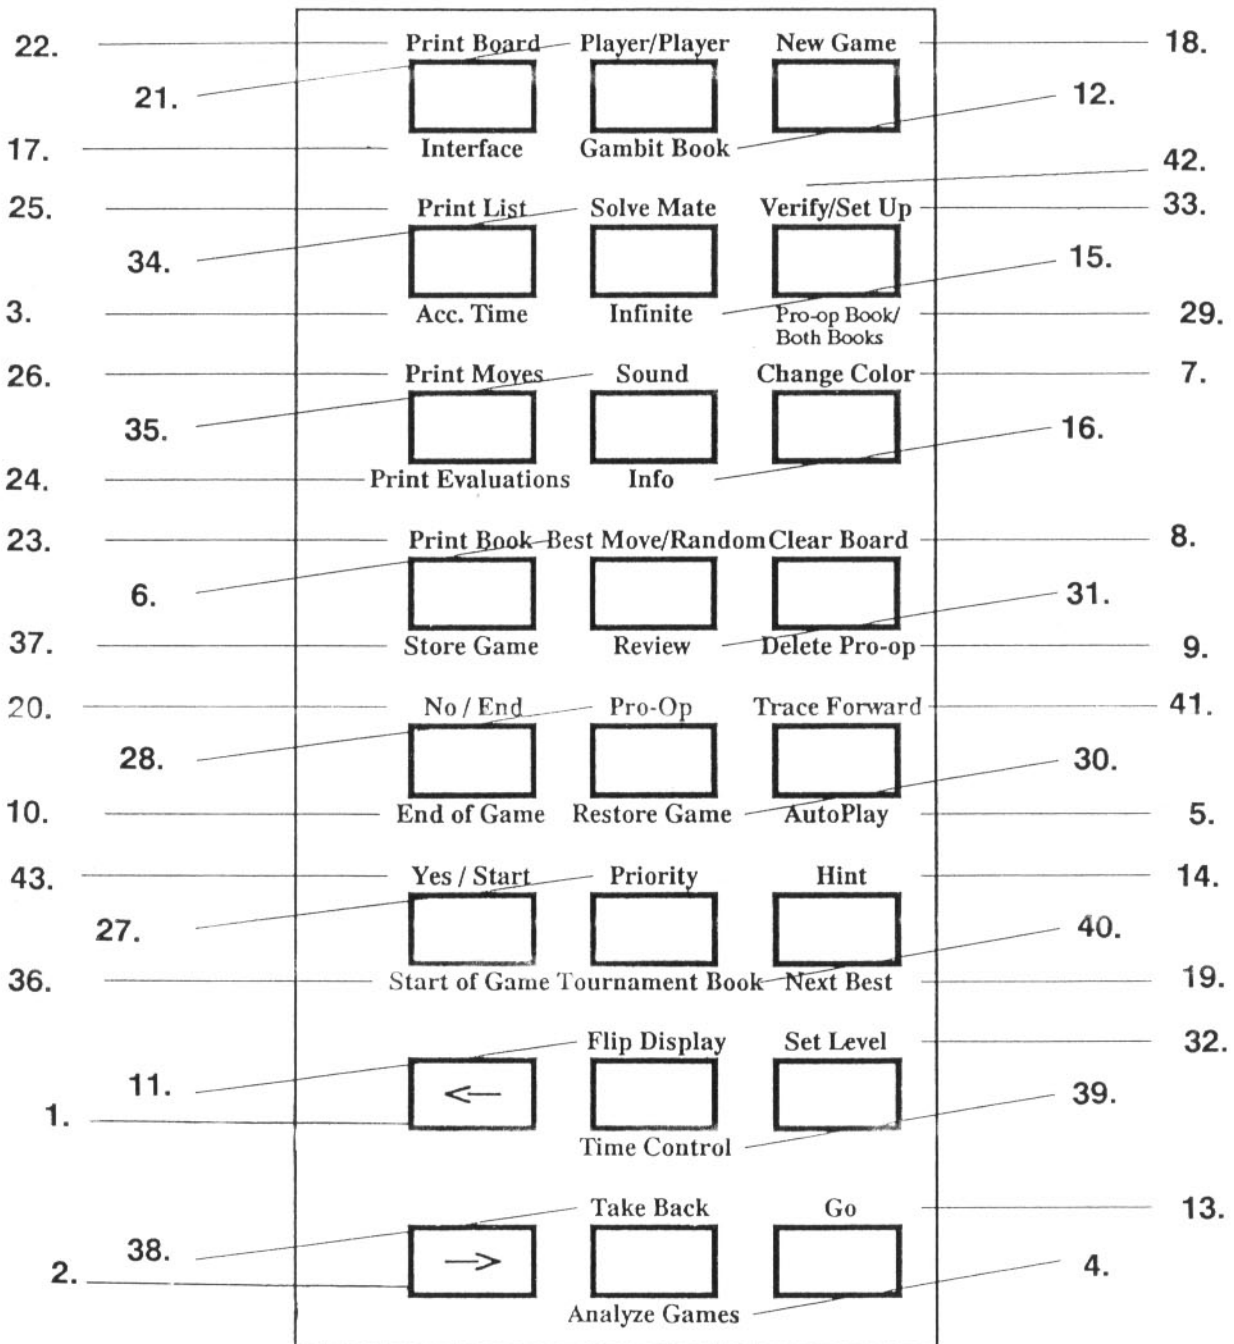 22. Print Board Player/Player New Game 18.
21. 12.
17. Interface Gambit Book
42.
25. Print List Solve Mate Verify/Set Up 33.
34. 15.
3. Acc. Time Infinite Pro-op Book/ 29.
Both Books
26. Print Moves Sound Change Color 7.
35. 16.
24. Print Evaluations Info
23. Print Book Best Move/Random Clear Board 8.
6. 31.
37. Store Game Review Delete Pro-op 9.
20. No / End Pro-Op Trace Forward 41.
28. 30.
10. End of Game Restore Game AutoPlay 5.
43. Yes / Start Priority Hint 14.
27. 40.
36. Start of Game Tournament Book Next Best 19.
Flip Display Set Level 32.
11. 39.
1.
Time Control
Take Back Go 13.
38. 4.
2.
Analyze Games